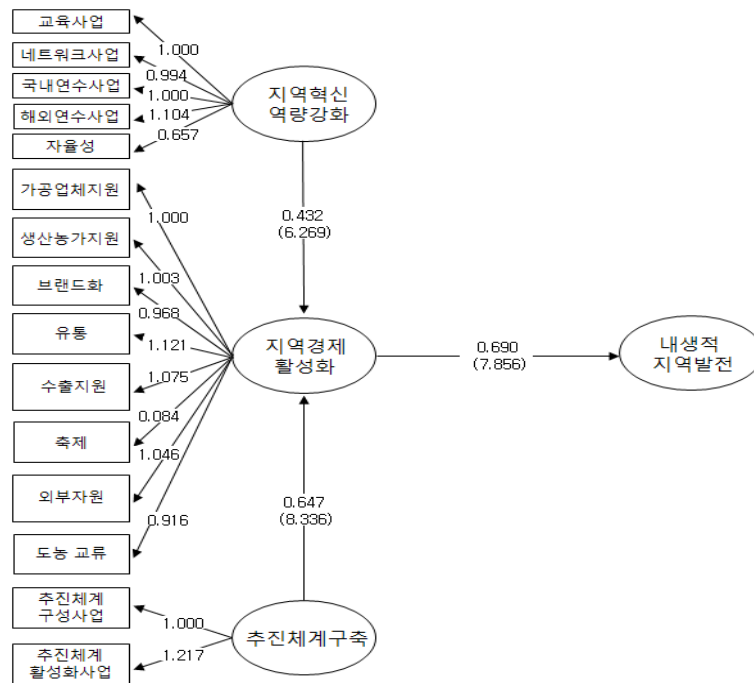 교육사업
1.000
네트워크사업
0.994
국내연수사업
1.000
해외연수사업
1.104
자율성
0.657
지역혁신
역량강화
가공업체지원
1.000
생산농가지원
1.003
브랜드화
0.968
유통
1.121
수출지원
1.075
축제
0.084
외부자원
1.046
도농 교류
0.916
0.432
(6.269)
지역경제
활성화
0.690
(7.856)
내생적
지역발전
0.647
(8.336)
추진체계
구성사업
1.000
추진체계
활성화사업
1.217
추진체계구축